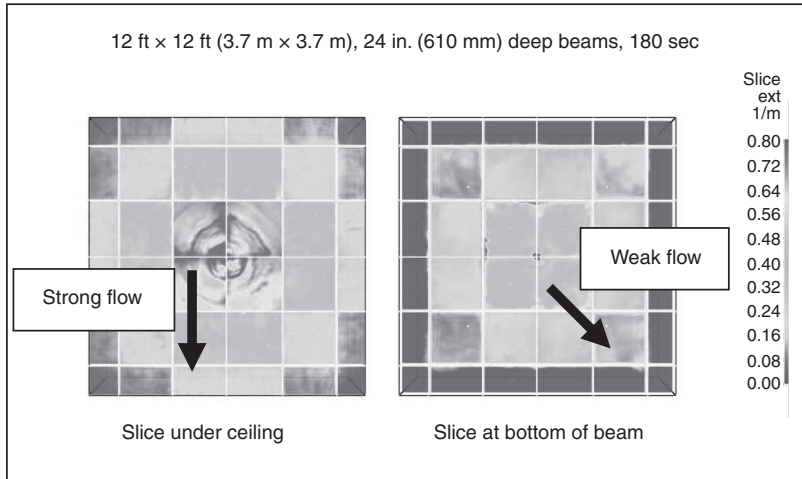 12 ft × 12 ft (3.7 m × 3.7 m), 24 in. (610 mm) deep beams, 180 sec
Slice
ext
1/m
0.80
0.72
0.64
0.56
0.48
0.40
0.32
0.24
0.16
0.08
0.00
Strong flow
Weak flow
Slice under ceiling
Slice at bottom of beam